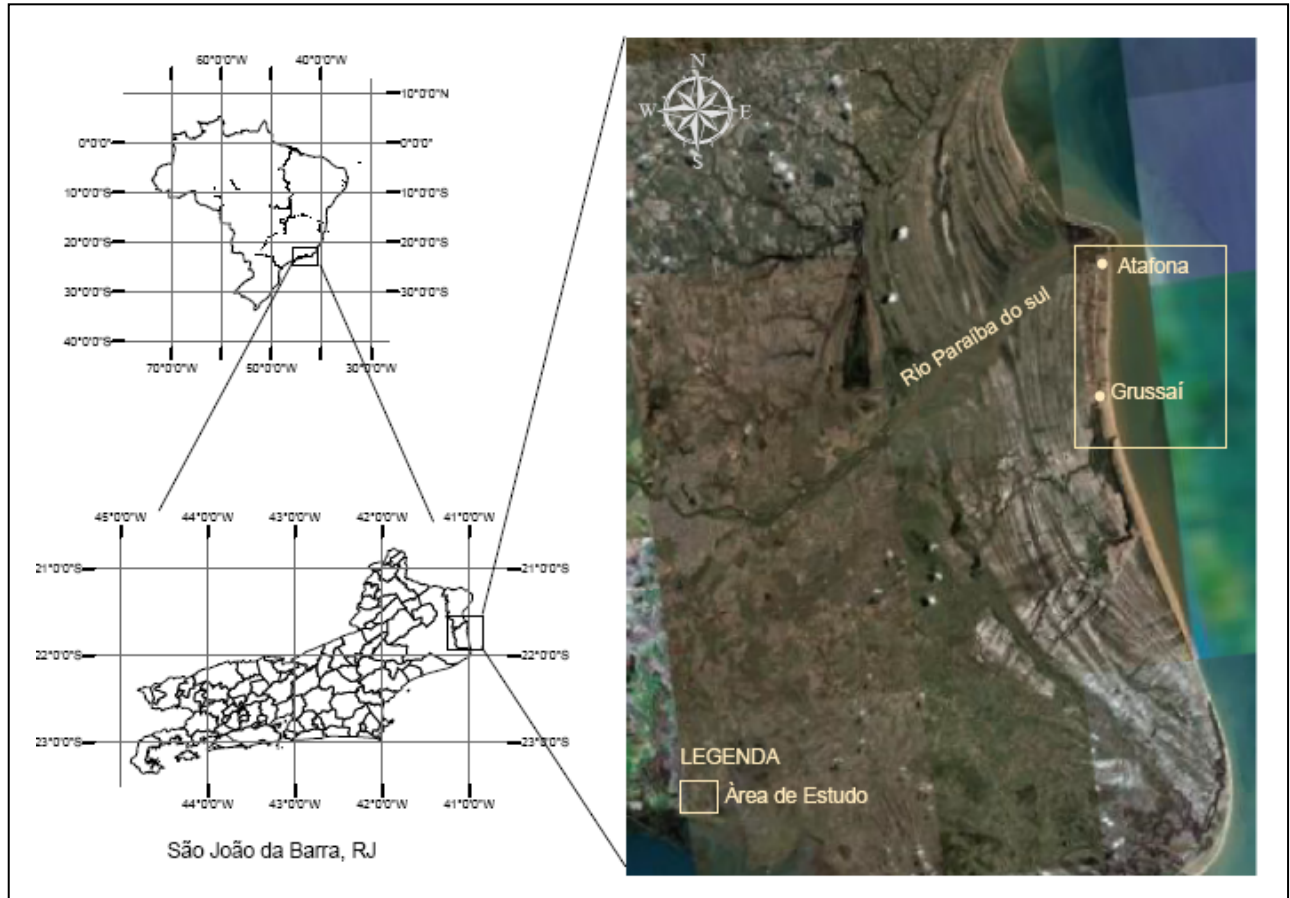 60°0'0"W 40°0'0"W
10°0'0"N
0°0'0" 0°0'0"
10°0'0"S 10°0'0"S
20°0'0"S 20°0'0"S
30°0'0"S 30°0'0"S
40°0'0"S
70°0'0"W 50°0'0"W 30°0'0"W
45°0'0"W 44°0'0"W 43°0'0"W 42°0'0"W 41°0'0"W
21°0'0"S 21°0'0"S
22°0'0"S 22°0'0"S
23°0'0"S 23°0'0"S
44°0'0"W 43°0'0"W 42°0'0"W 41°0'0"W
São João da Barra, RJ
N
W E
S
Atafona
Rio Paraíba do sul
Grussaí
LEGENDA
Àrea de Estudo